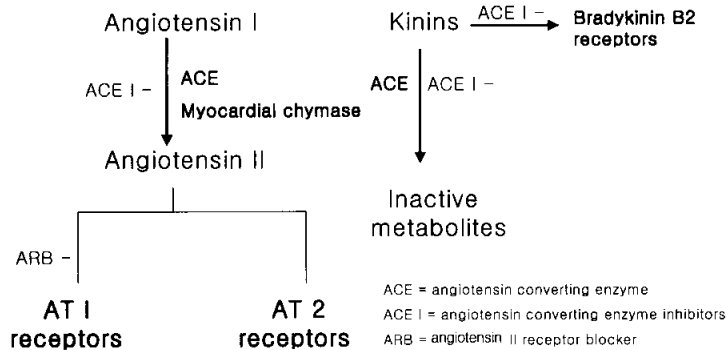 Angiotensin I
ACE I –
ACE
Myocardial chymase
Angiotensin II
ARB –
AT I
receptors
AT 2
receptors
Kinins
ACE I –
Bradykinin B2
receptors
ACE
ACE I –
Inactive
metabolites
ACE = angiotensin converting enzyme
ACE I = angiotensin converting enzyme inhibitors
ARB = angiotensin II receptor blocker